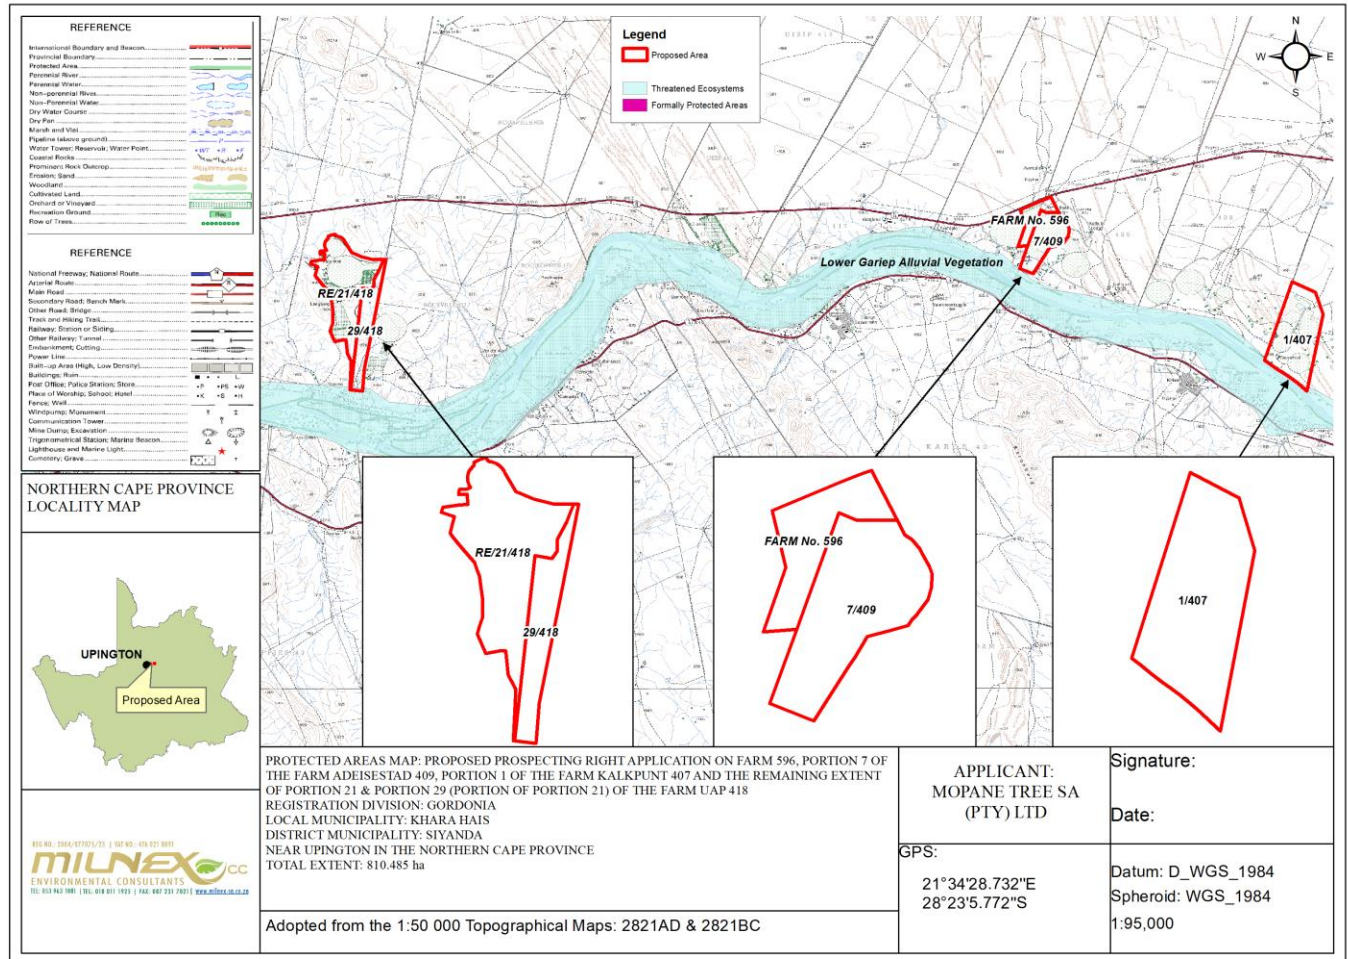 REFERENCE
International Boundary and Beacon
Provincial Boundary
Protected Area
Perennial River
Perennial Water
Non-perennial River
Non-Perennial Water
Dry Water Course
Dry Pan
Marsh and Vlei
Pipeline (above ground)
Water Tower; Reservoir; Water Point
Coastal Rocks
Prominent Rock Outcrop
Erosion; Sand
Woodland
Cultivated Land
Orchard or Vineyard
Recreation Ground
Row of Trees
REFERENCE
National Freeway; National Route
Arterial Route
Main Road
Secondary Road; Bench Mark
Other Road; Bridge
Track and Hiking Trail
Railway; Station or Siding
Other Railway; Tunnel
Embankment; Cutting
Power Line
Built-up Area (High, Low Density)
Buildings; Ruin
Post Office; Police Station; Store
Place of Worship; School; Hotel
Fence; Wall
Windpump; Monument
Communication Tower
Mine Dump; Excavation
Trigonometrical Station; Marine Beacon
Lighthouse and Marine Light
Cemetery; Grave
Legend
Proposed Area
Threatened Ecosystems
Formally Protected Areas
N
W E
S
FARM No. 596
7/409
Lower Gariep Alluvial Vegetation
RE/21/418
29/418
1/407
RE/21/418
29/418
FARM No. 596
7/409
1/407
NORTHERN CAPE PROVINCE
LOCALITY MAP
UPINGTON
Proposed Area
MILNEX CC
ENVIRONMENTAL CONSULTANTS
PROTECTED AREAS MAP: PROPOSED PROSPECTING RIGHT APPLICATION ON FARM 596, PORTION 7 OF
THE FARM ADEISESTAD 409, PORTION 1 OF THE FARM KALKPUNT 407 AND THE REMAINING EXTENT
OF PORTION 21 & PORTION 29 (PORTION OF PORTION 21) OF THE FARM UAP 418
REGISTRATION DIVISION: GORDONIA
LOCAL MUNICIPALITY: KHARA HAIS
DISTRICT MUNICIPALITY: SIYANDA
NEAR UPINGTON IN THE NORTHERN CAPE PROVINCE
TOTAL EXTENT: 810.485 ha
Adopted from the 1:50 000 Topographical Maps: 2821AD & 2821BC
APPLICANT:
MOPANE TREE SA
(PTY) LTD
GPS:
21°34'28.732"E
28°23'5.772"S
Signature:
Date:
Datum: D_WGS_1984
Spheroid: WGS_1984
1:95,000